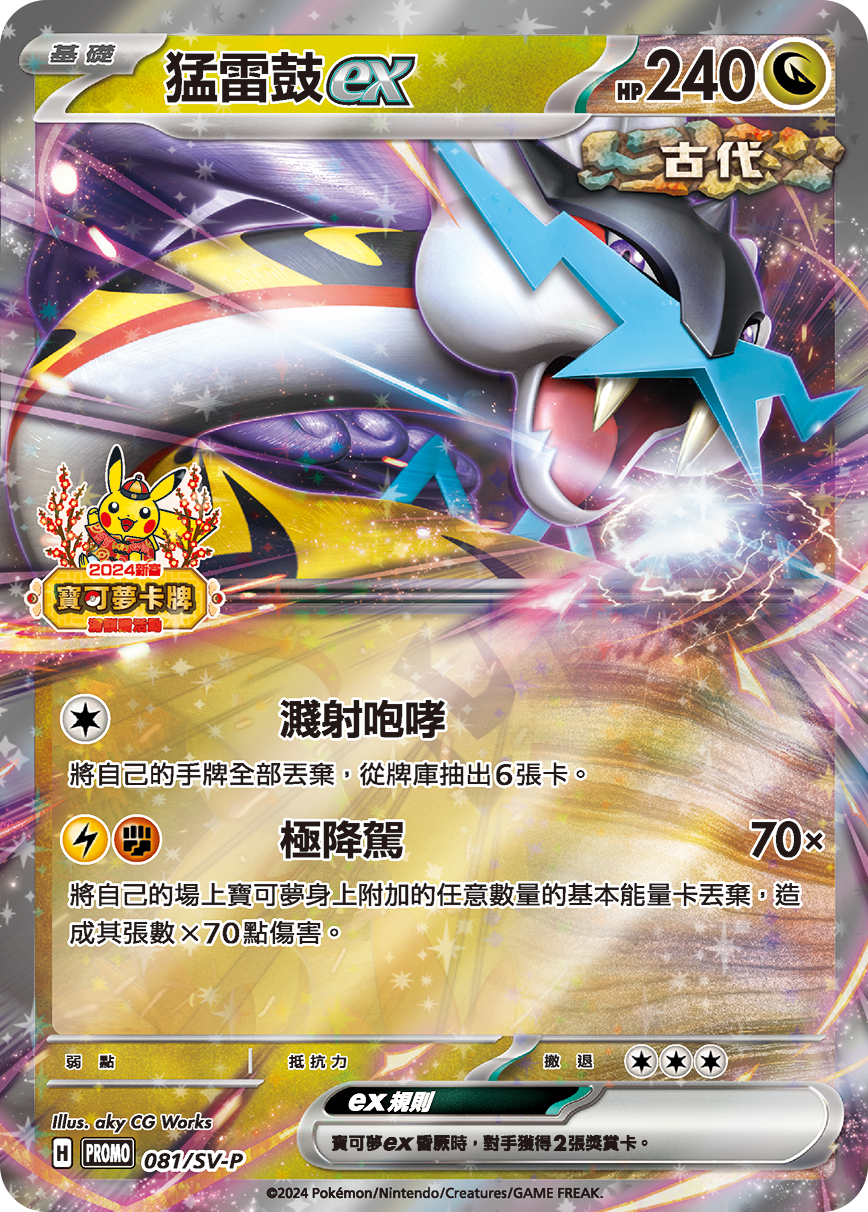 基礎
猛雷鼓ex
HP240
古代
2024新春
寶可夢卡牌
濺射咆哮
將自己的手牌全部丟棄，從牌庫抽出6張卡。
極降駕
70×
將自己的場上寶可夢身上附加的任意數量的基本能量卡丟棄，造
成其張數×70點傷害。
弱點
抵抗力
撤退
ex規則
寶可夢ex昏厥時，對手獲得2張獎賞卡。
Illus. aky CG Works
H PROMO 081/SV-P
©2024 Pokémon/Nintendo/Creatures/GAME FREAK.